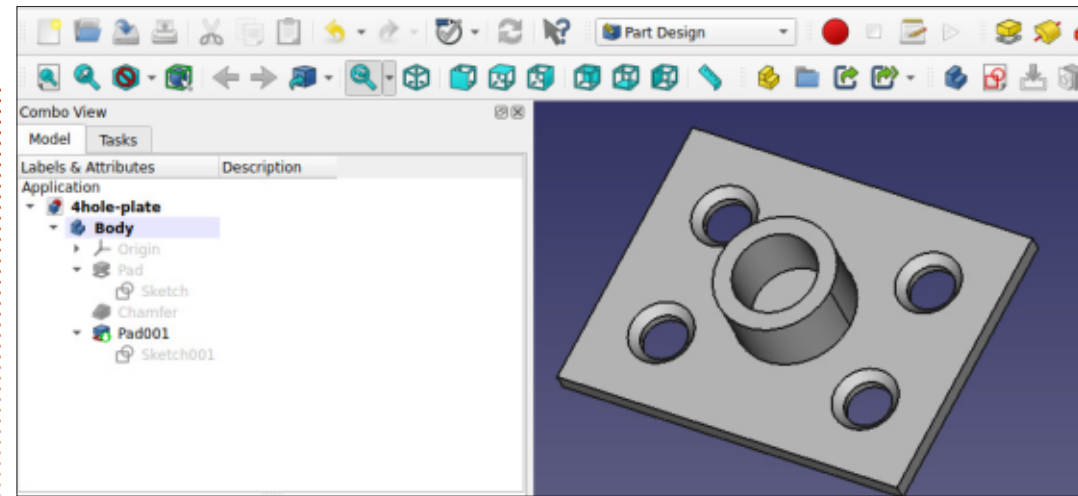 Part Design
Combo View
Model Tasks
Labels & Attributes Description
Application
4hole-plate
Body
Origin
Pad
Sketch
Chamfer
Pad001
Sketch001